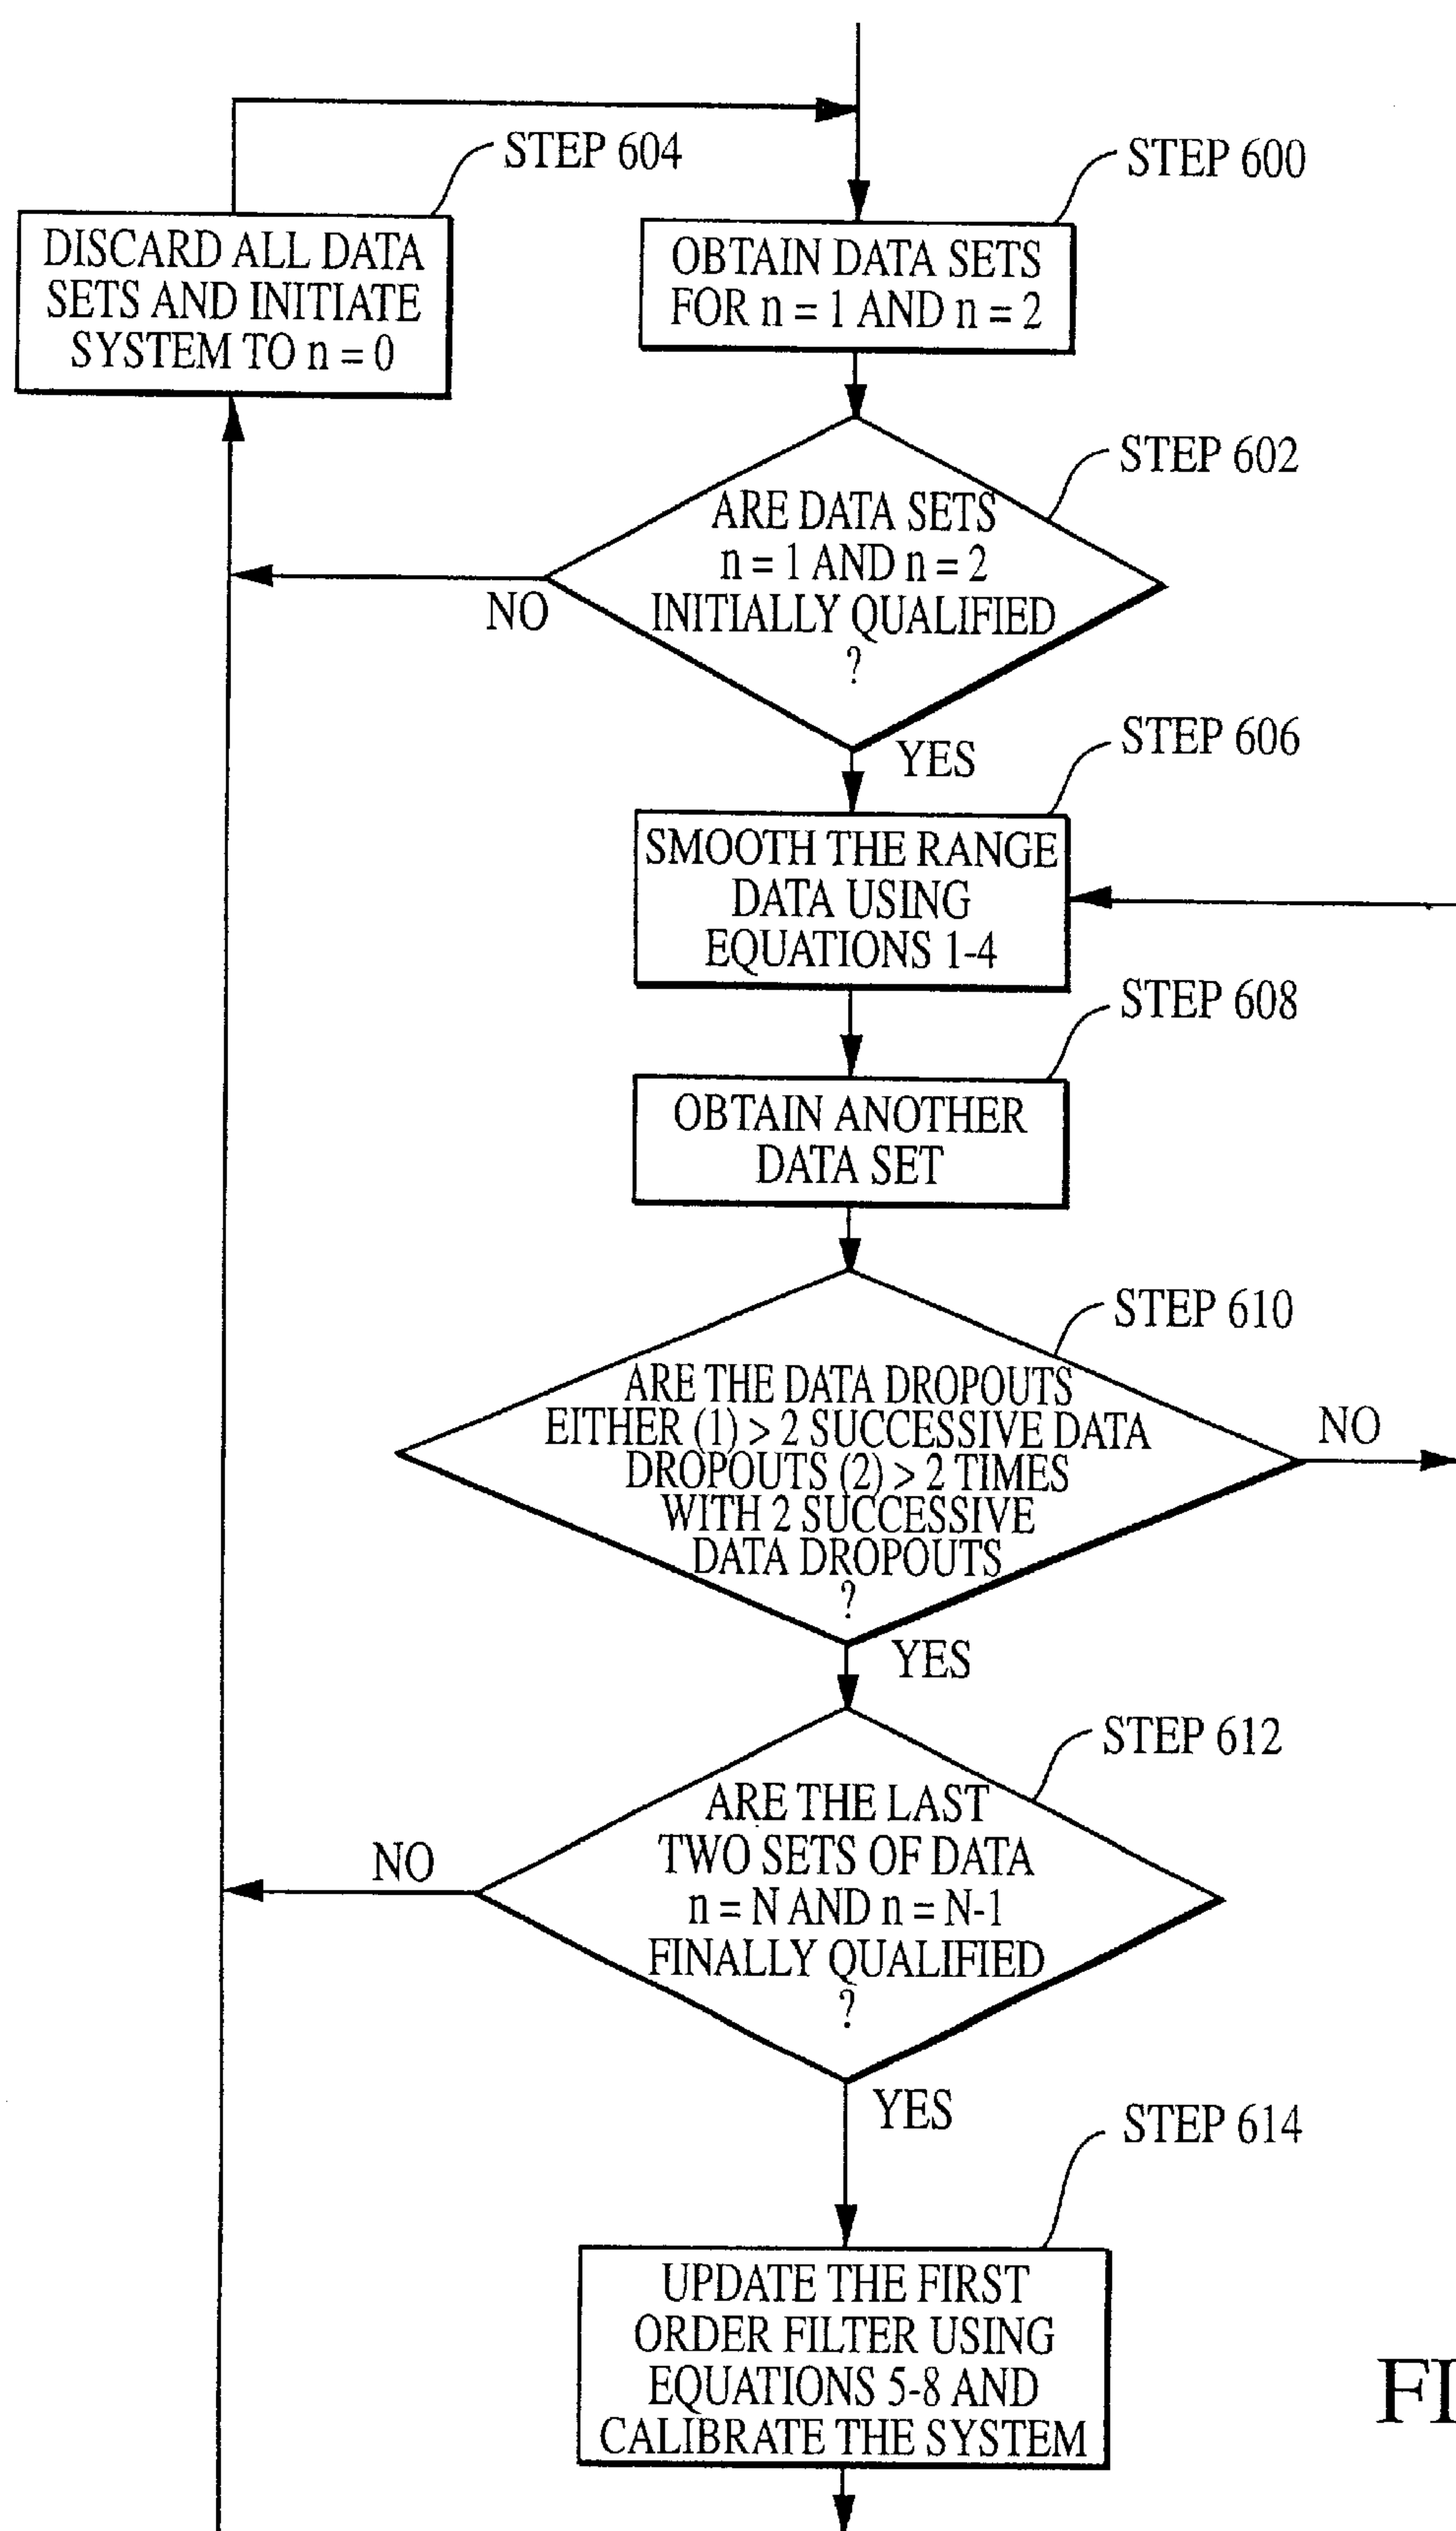 STEP 604
DISCARD ALL DATA
SETS AND INITIATE
SYSTEM TO n = 0
STEP 600
OBTAIN DATA SETS
FOR n = 1 AND n = 2
STEP 602
ARE DATA SETS
n = 1 AND n = 2
INITIALLY QUALIFIED
?
NO
YES
STEP 606
SMOOTH THE RANGE
DATA USING
EQUATIONS 1-4
STEP 608
OBTAIN ANOTHER
DATA SET
STEP 610
ARE THE DATA DROPOUTS
EITHER (1) > 2 SUCCESSIVE DATA
DROPOUTS (2) > 2 TIMES
WITH 2 SUCCESSIVE
DATA DROPOUTS
?
NO
YES
STEP 612
ARE THE LAST
TWO SETS OF DATA
n = N AND n = N-1
FINALLY QUALIFIED
?
NO
YES
STEP 614
UPDATE THE FIRST
ORDER FILTER USING
EQUATIONS 5-8 AND
CALIBRATE THE SYSTEM
FI